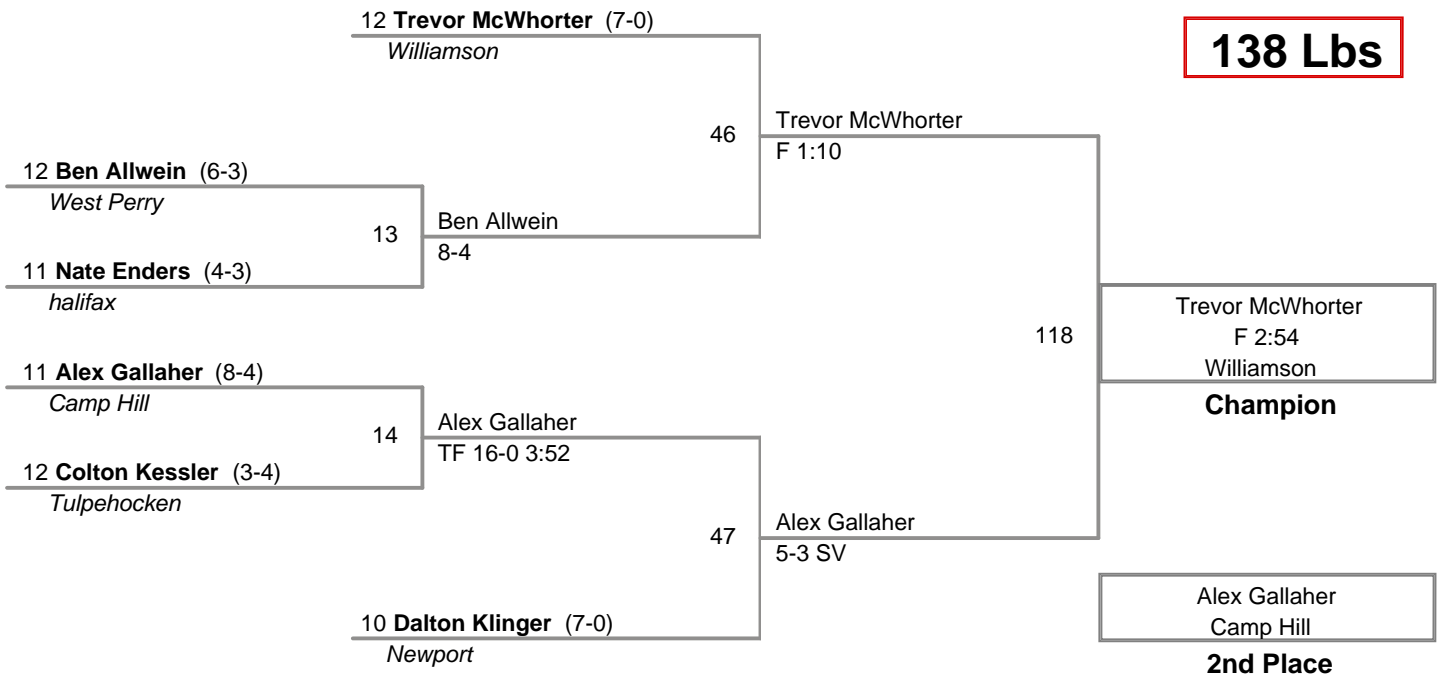 12 Trevor McWhorter (7-0)
Williamson
138 Lbs
46
Trevor McWhorter
F 1:10
12 Ben Allwein (6-3)
West Perry
13
Ben Allwein
8-4
11 Nate Enders (4-3)
halifax
118
Trevor McWhorter
F 2:54
Williamson
Champion
11 Alex Gallaher (8-4)
Camp Hill
14
Alex Gallaher
TF 16-0 3:52
12 Colton Kessler (3-4)
Tulpehocken
47
Alex Gallaher
5-3 SV
10 Dalton Klinger (7-0)
Newport
Alex Gallaher
Camp Hill
2nd Place